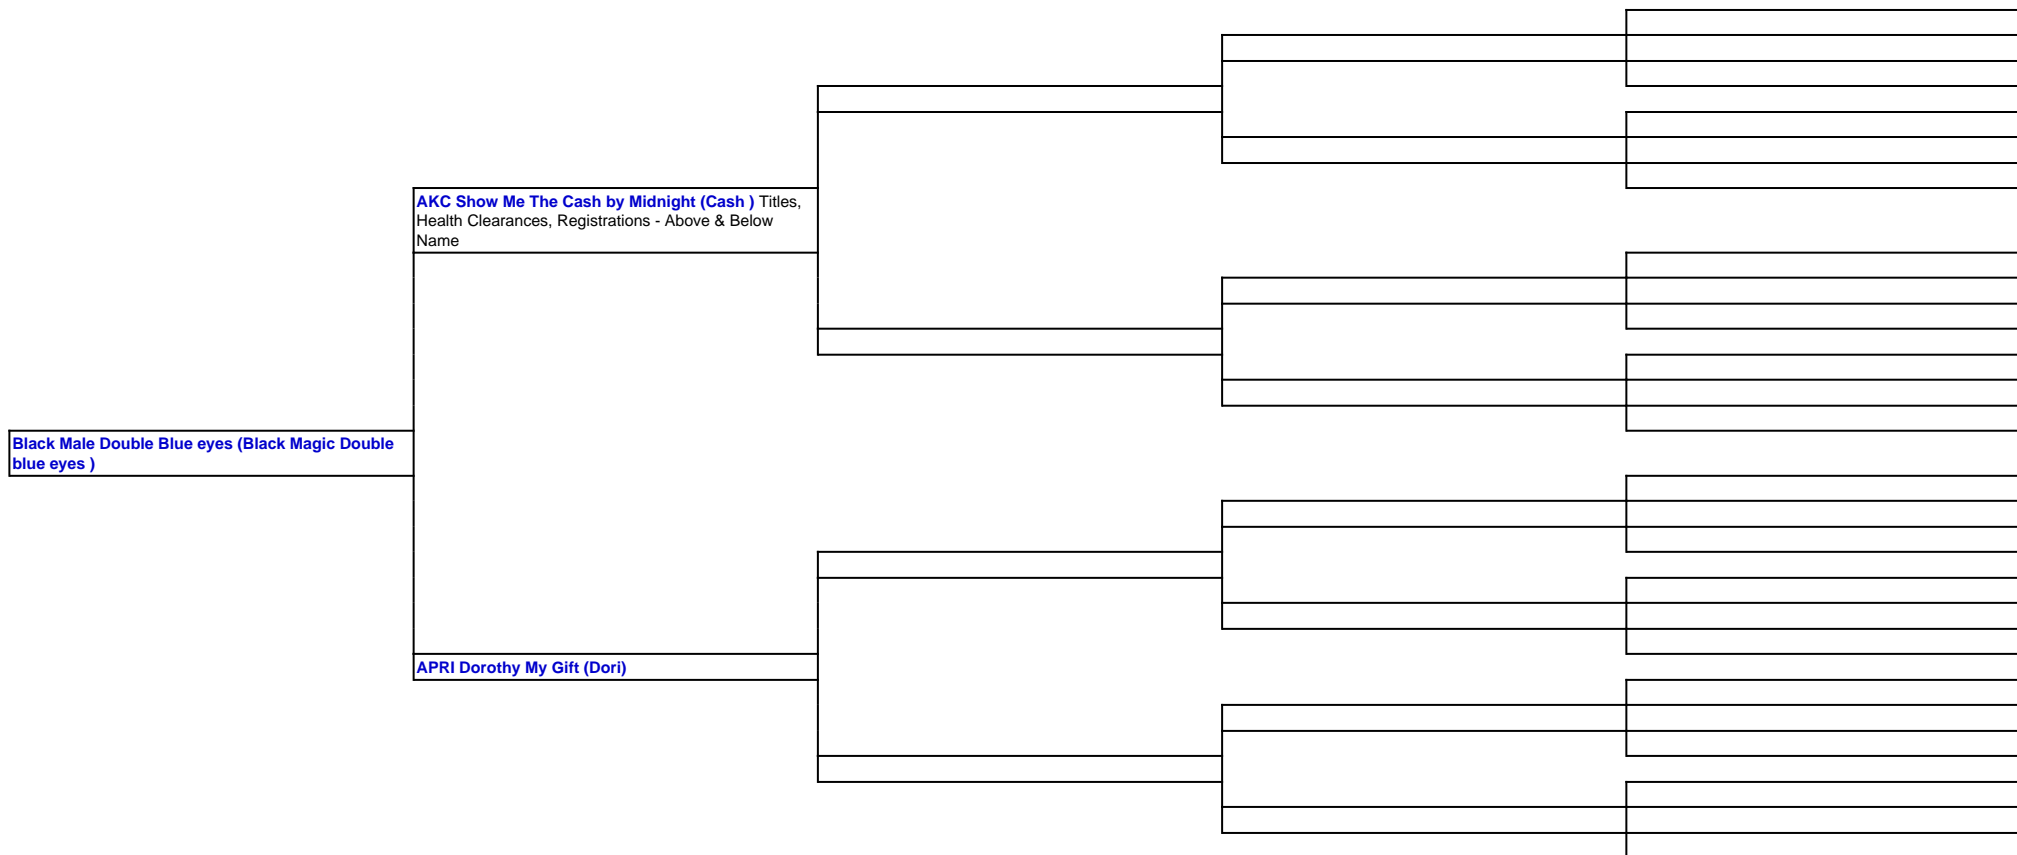 AKC Show Me The Cash by Midnight (Cash ) Titles,
Health Clearances, Registrations - Above & Below
Name
Black Male Double Blue eyes (Black Magic Double
blue eyes )
APRI Dorothy My Gift (Dori)